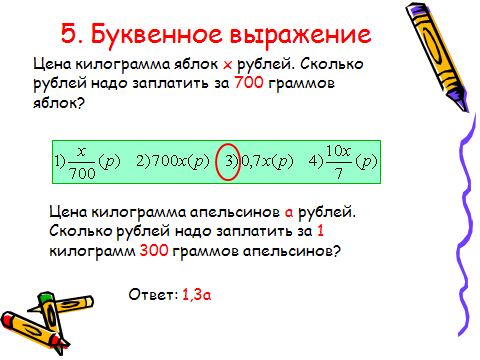 5. Буквенное выражение
Цена килограмма яблок х рублей. Сколько
рублей надо заплатить за 700 граммов
яблок?
1) x/700 (p) 2) 700x(p) 3) 0,7x(p) 4) 10x/7 (p)
Цена килограмма апельсинов а рублей.
Сколько рублей надо заплатить за 1
килограмм 300 граммов апельсинов?
Ответ: 1,3а